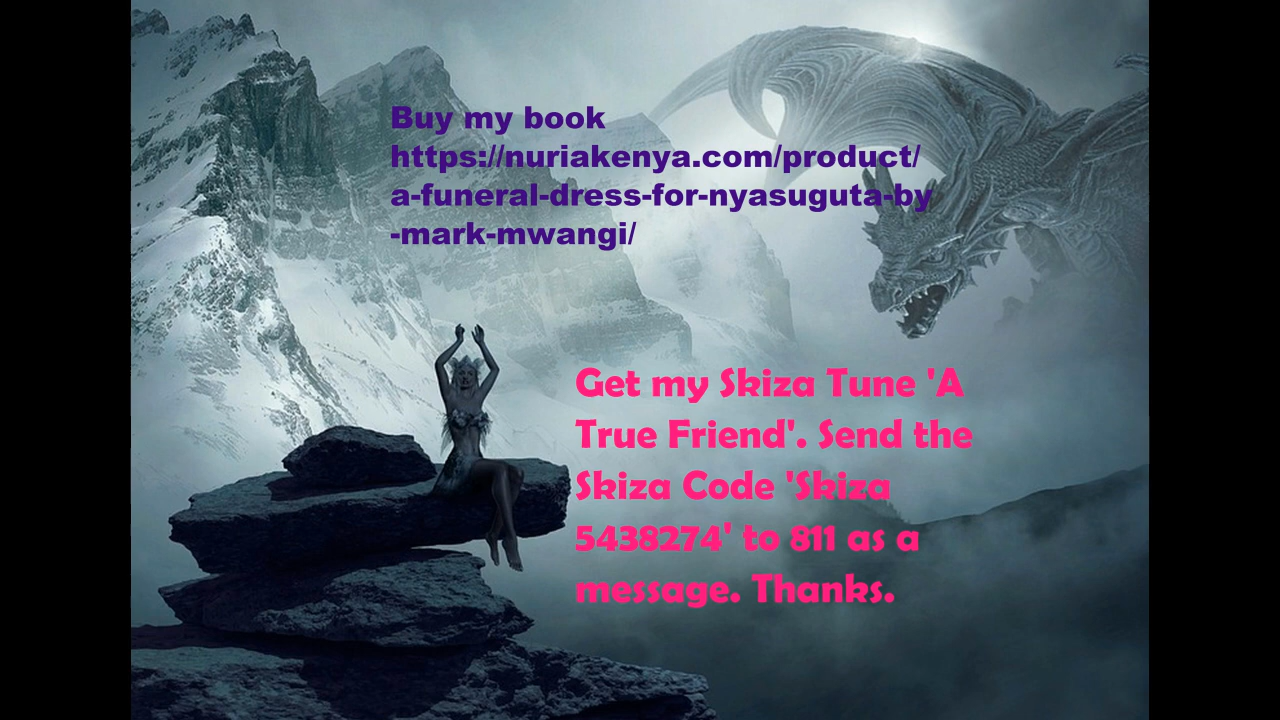 Buy my book
https://nuriakenya.com/product/
a-funeral-dress-for-nyasuguta-by
-mark-mwangi/
Get my Skiza Tune 'A
True Friend'. Send the
Skiza Code 'Skiza
5438274' to 811 as a
message. Thanks.